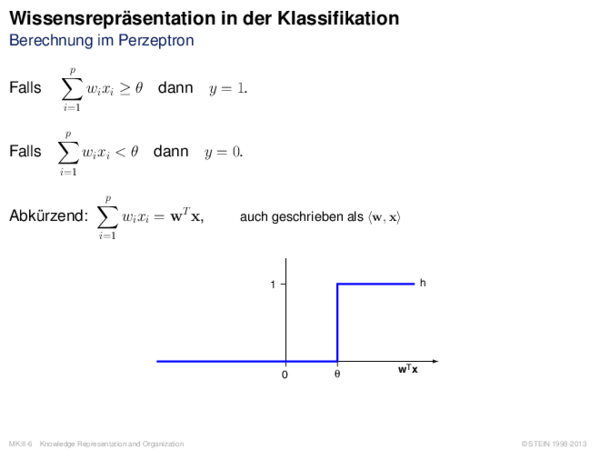 Wissensrepräsentation in der Klassifikation
Berechnung im Perzeptron
Falls ∑_{i=1}^{p} w_i x_i ≥ θ dann y = 1.
Falls ∑_{i=1}^{p} w_i x_i < θ dann y = 0.
Abkürzend: ∑_{i=1}^{p} w_i x_i = w^T x, auch geschrieben als ⟨w, x⟩
1 h
0 θ w^T x
MK:II-6 Knowledge Representation and Organization © STEIN 1998-2013